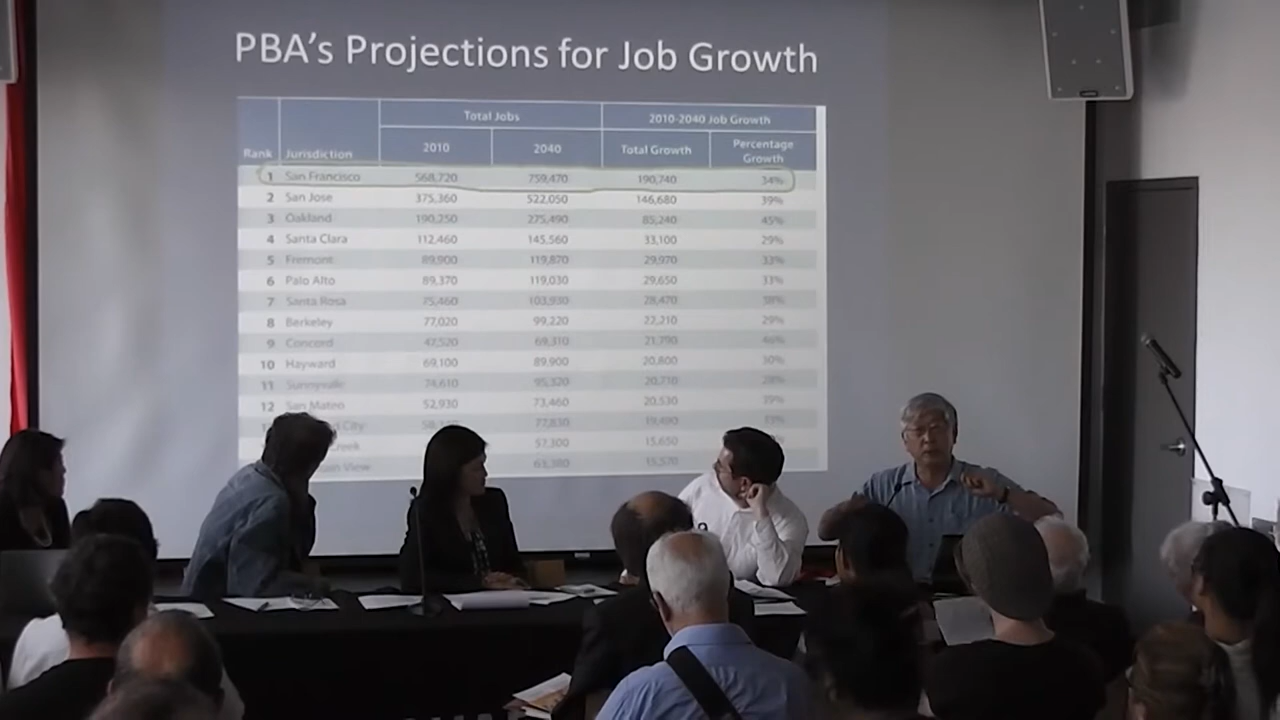 PBA's Projections for Job Growth
Total Jobs 2010-2040 Job Growth
Rank Jurisdiction 2010 2040 Total Growth Percentage Growth
1 San Francisco 568,720 759,470 190,740 34%
2 San Jose 375,360 522,050 146,680 39%
3 Oakland 190,250 275,490 85,240 45%
4 Santa Clara 112,460 145,560 33,100 29%
5 Fremont 89,900 119,870 29,970 33%
6 Palo Alto 89,370 119,030 29,650 33%
7 Santa Rosa 75,460 103,930 28,470 38%
8 Berkeley 77,020 99,220 22,210 29%
9 Concord 47,520 69,310 21,790 46%
10 Hayward 69,100 89,900 20,800 30%
11 Sunnyvale 74,610 95,320 20,710 28%
12 San Mateo 52,930 73,460 20,530 39%
City 77,830 19,490
57,300 15,650
View 63,380 15,570